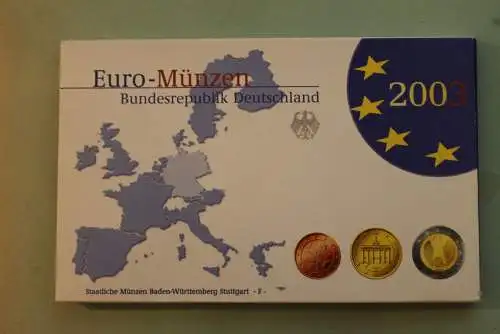 Euro-Münzen
Bundesrepublik Deutschland
2003
Staatliche Münzen Baden-Württemberg Stuttgart - F -